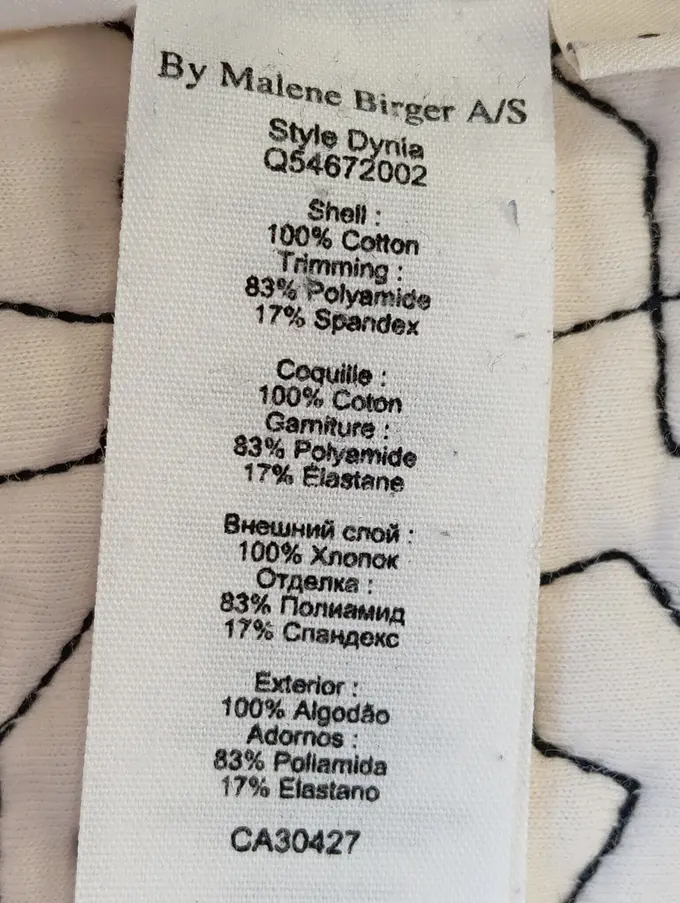 By Malene Birger A/S
Style Dynia
Q54672002
Shell :
100% Cotton
Trimming :
83% Polyamide
17% Spandex
Coquille :
100% Coton
Garniture :
83% Polyamide
17% Élastane
Внешний слой :
100% Хлопок
Отделка :
83% Полиамид
17% Спандекс
Exterior :
100% Algodão
Adornos :
83% Poliamida
17% Elastano
CA30427